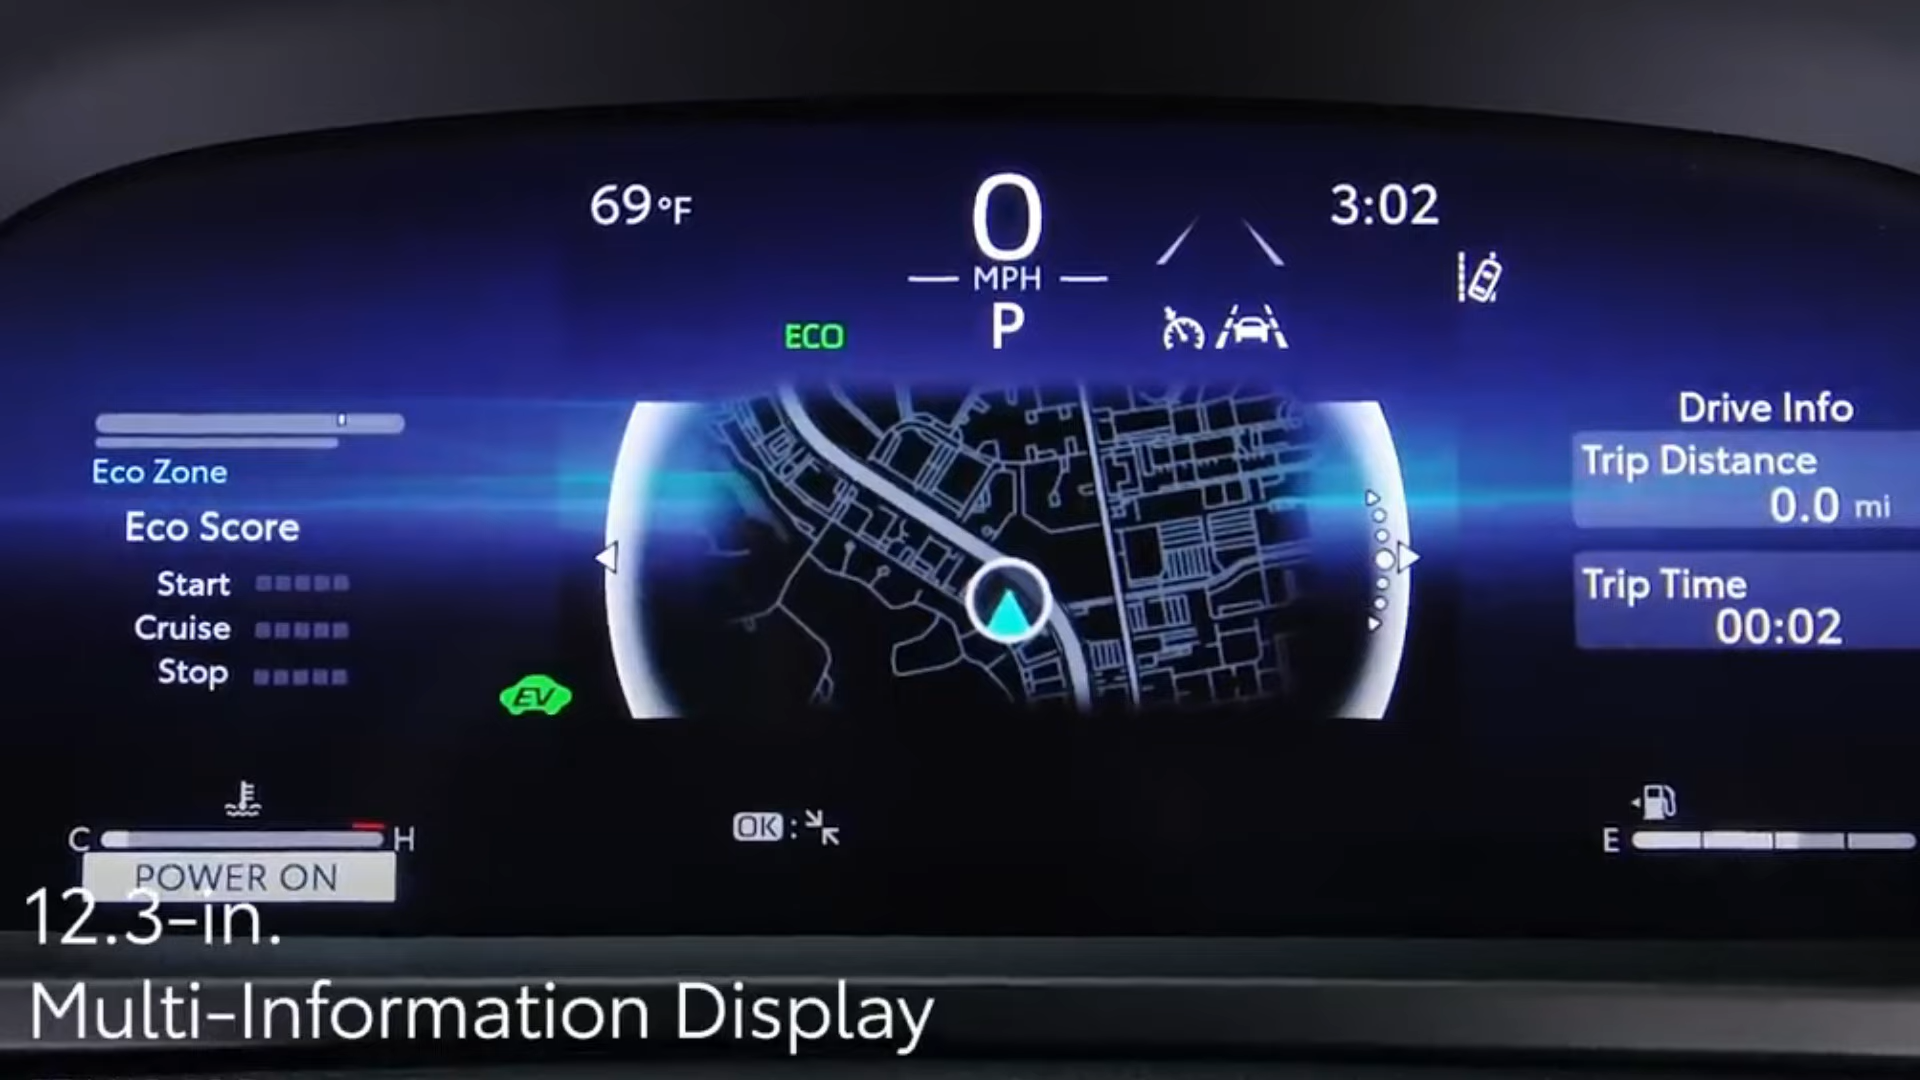 69°F
0
MPH
P
3:02
ECO
Eco Zone
Eco Score
Start
Cruise
Stop
EV
Drive Info
Trip Distance
0.0 mi
Trip Time
00:02
OK :
C H
E
POWER ON
12.3-in.
Multi-Information Display